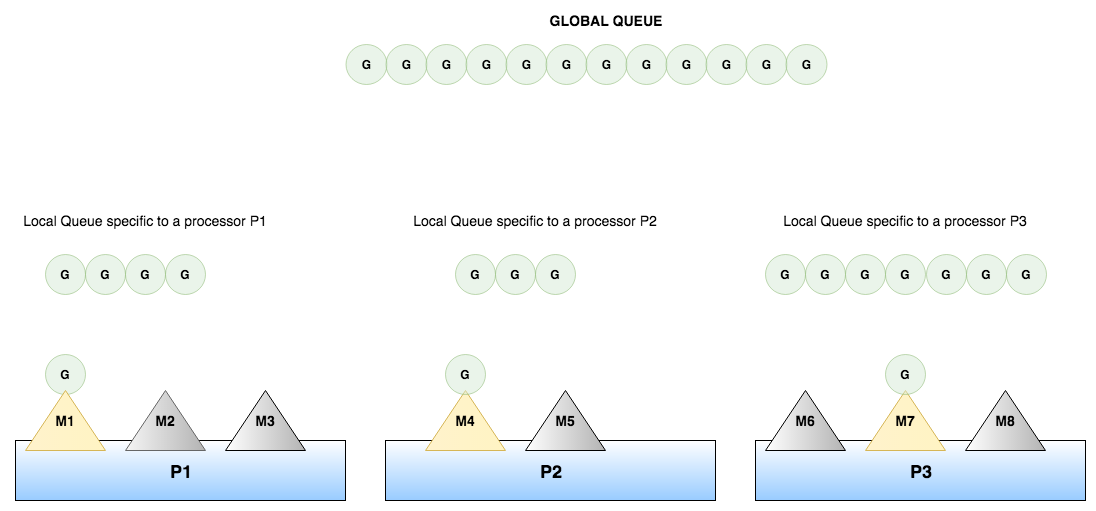 GLOBAL QUEUE
G G G G G G G G G G G G
Local Queue specific to a processor P1
Local Queue specific to a processor P2
Local Queue specific to a processor P3
G G G G
G G G
G G G G G G G
G
G
G
M1 M2 M3
M4 M5
M6 M7 M8
P1
P2
P3